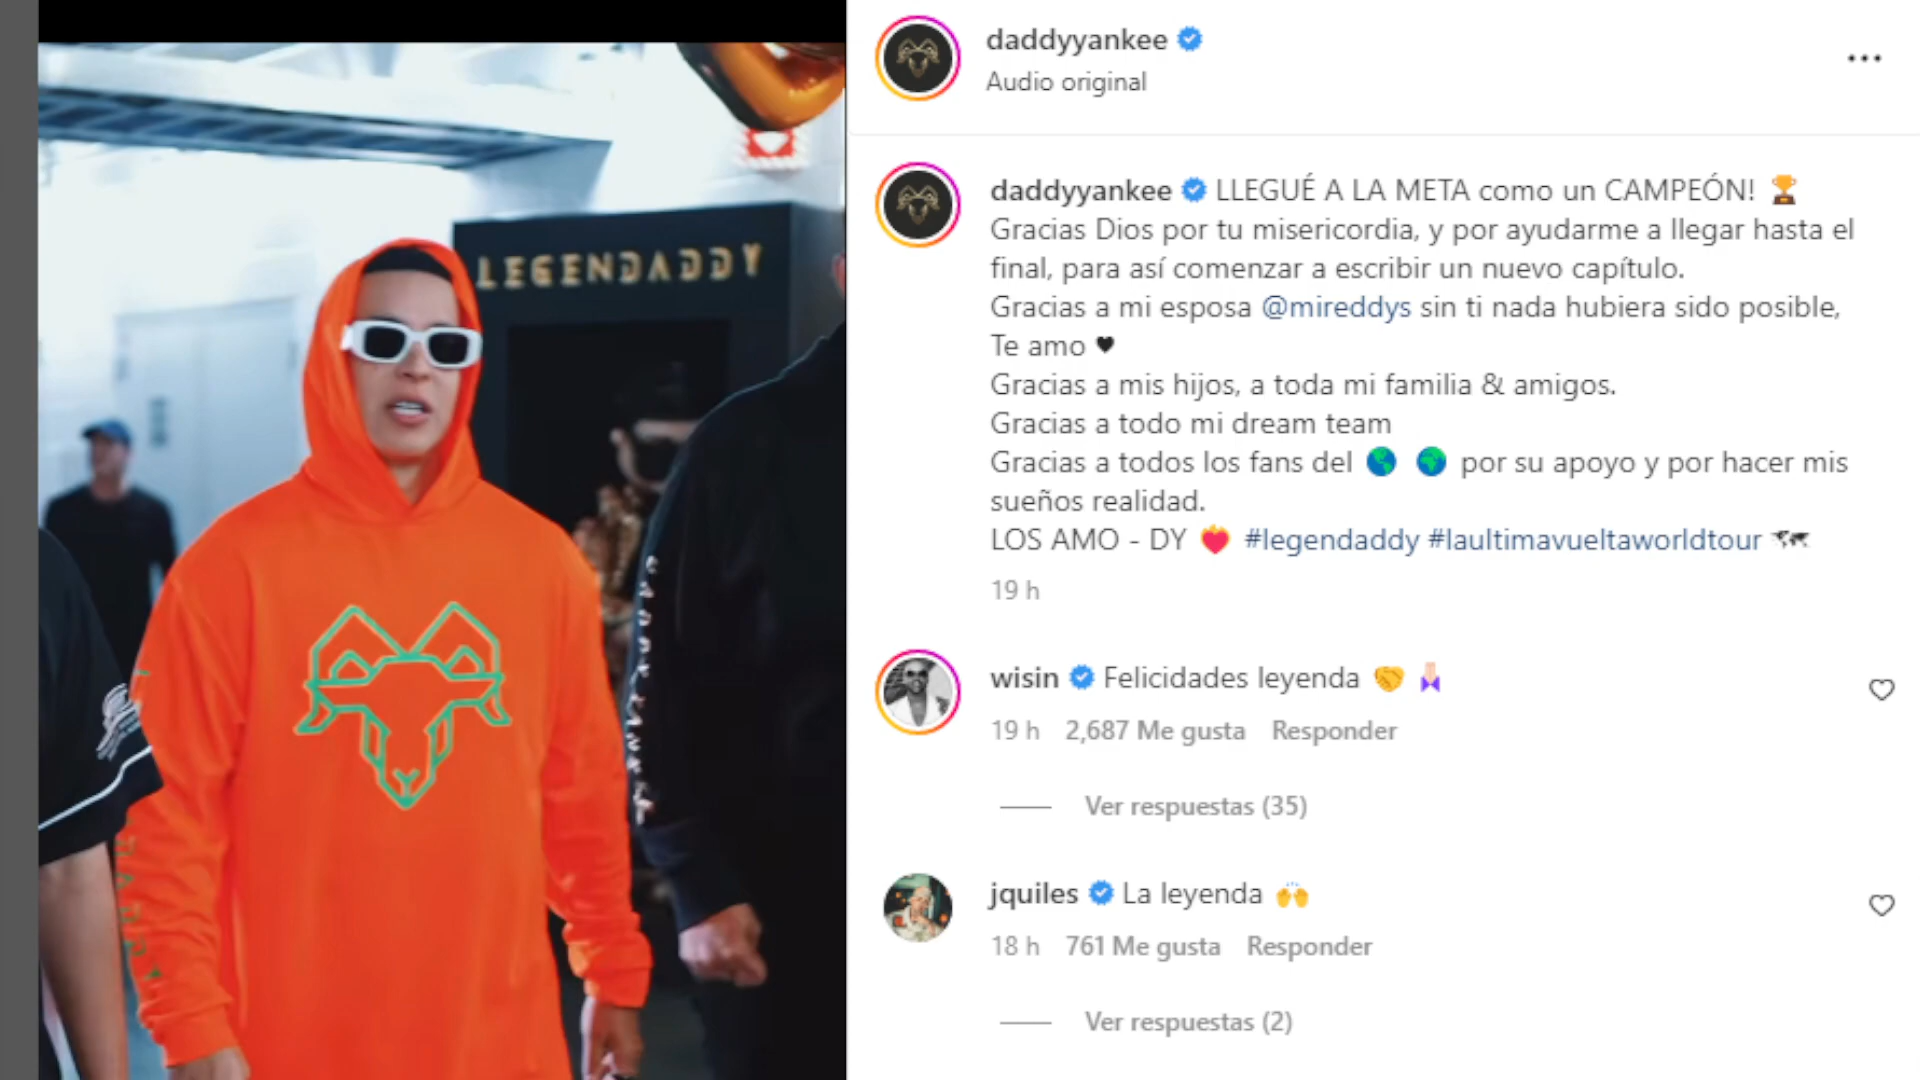 LEGENDADDY
daddyyankee
Audio original
daddyyankee LLEGUÉ A LA META como un CAMPEÓN! 🏆
Gracias Dios por tu misericordia, y por ayudarme a llegar hasta el
final, para así comenzar a escribir un nuevo capítulo.
Gracias a mi esposa @mireddys sin ti nada hubiera sido posible,
Te amo 🖤
Gracias a mis hijos, a toda mi familia & amigos.
Gracias a todo mi dream team
Gracias a todos los fans del 🌎 🌍 por su apoyo y por hacer mis
sueños realidad.
LOS AMO - DY ❤️‍🔥 #legendaddy #laultimavueltaworldtour 🗺
19 h
wisin Felicidades leyenda 🤝 🙏🏻
19 h 2,687 Me gusta Responder
Ver respuestas (35)
jquiles La leyenda 🙌
18 h 761 Me gusta Responder
Ver respuestas (2)